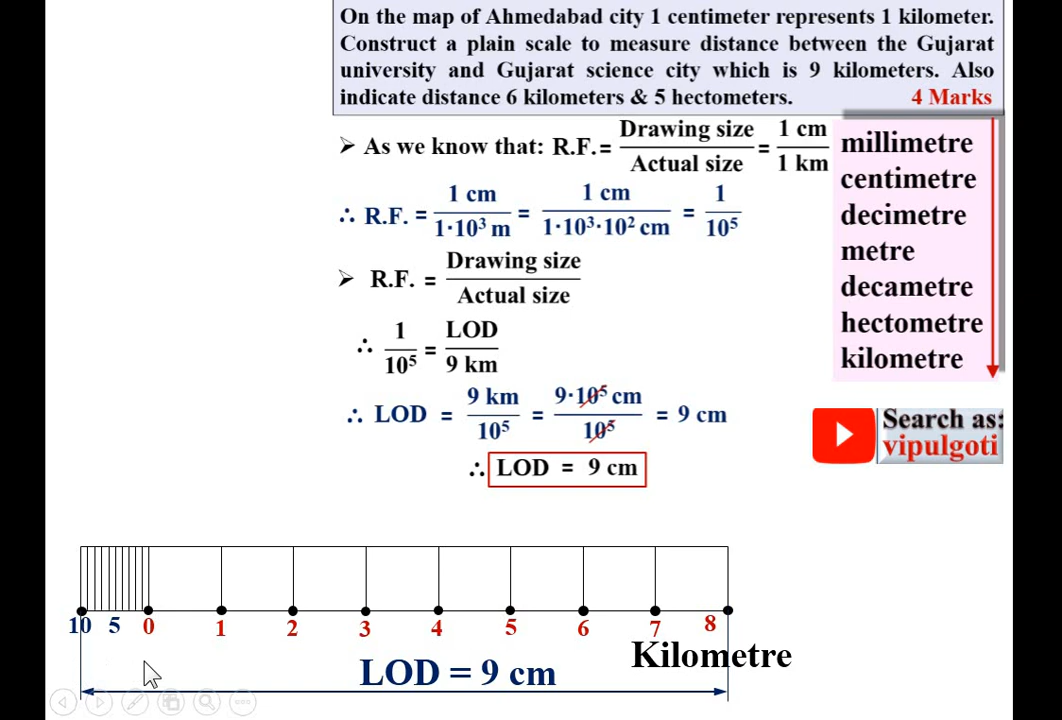 On the map of Ahmedabad city 1 centimeter represents 1 kilometer.
Construct a plain scale to measure distance between the Gujarat
university and Gujarat science city which is 9 kilometers. Also
indicate distance 6 kilometers & 5 hectometers. 4 Marks
➢ As we know that: R.F.= Drawing size / Actual size = 1 cm / 1 km
∴ R.F. = 1 cm / 1·10³ m = 1 cm / 1·10³·10² cm = 1 / 10⁵
➢ R.F. = Drawing size / Actual size
∴ 1 / 10⁵ = LOD / 9 km
∴ LOD = 9 km / 10⁵ = 9·10⁵ cm / 10⁵ = 9 cm
∴ LOD = 9 cm
millimetre
centimetre
decimetre
metre
decametre
hectometre
kilometre
Search as:
vipulgoti
10 5 0 1 2 3 4 5 6 7 8
Kilometre
LOD = 9 cm